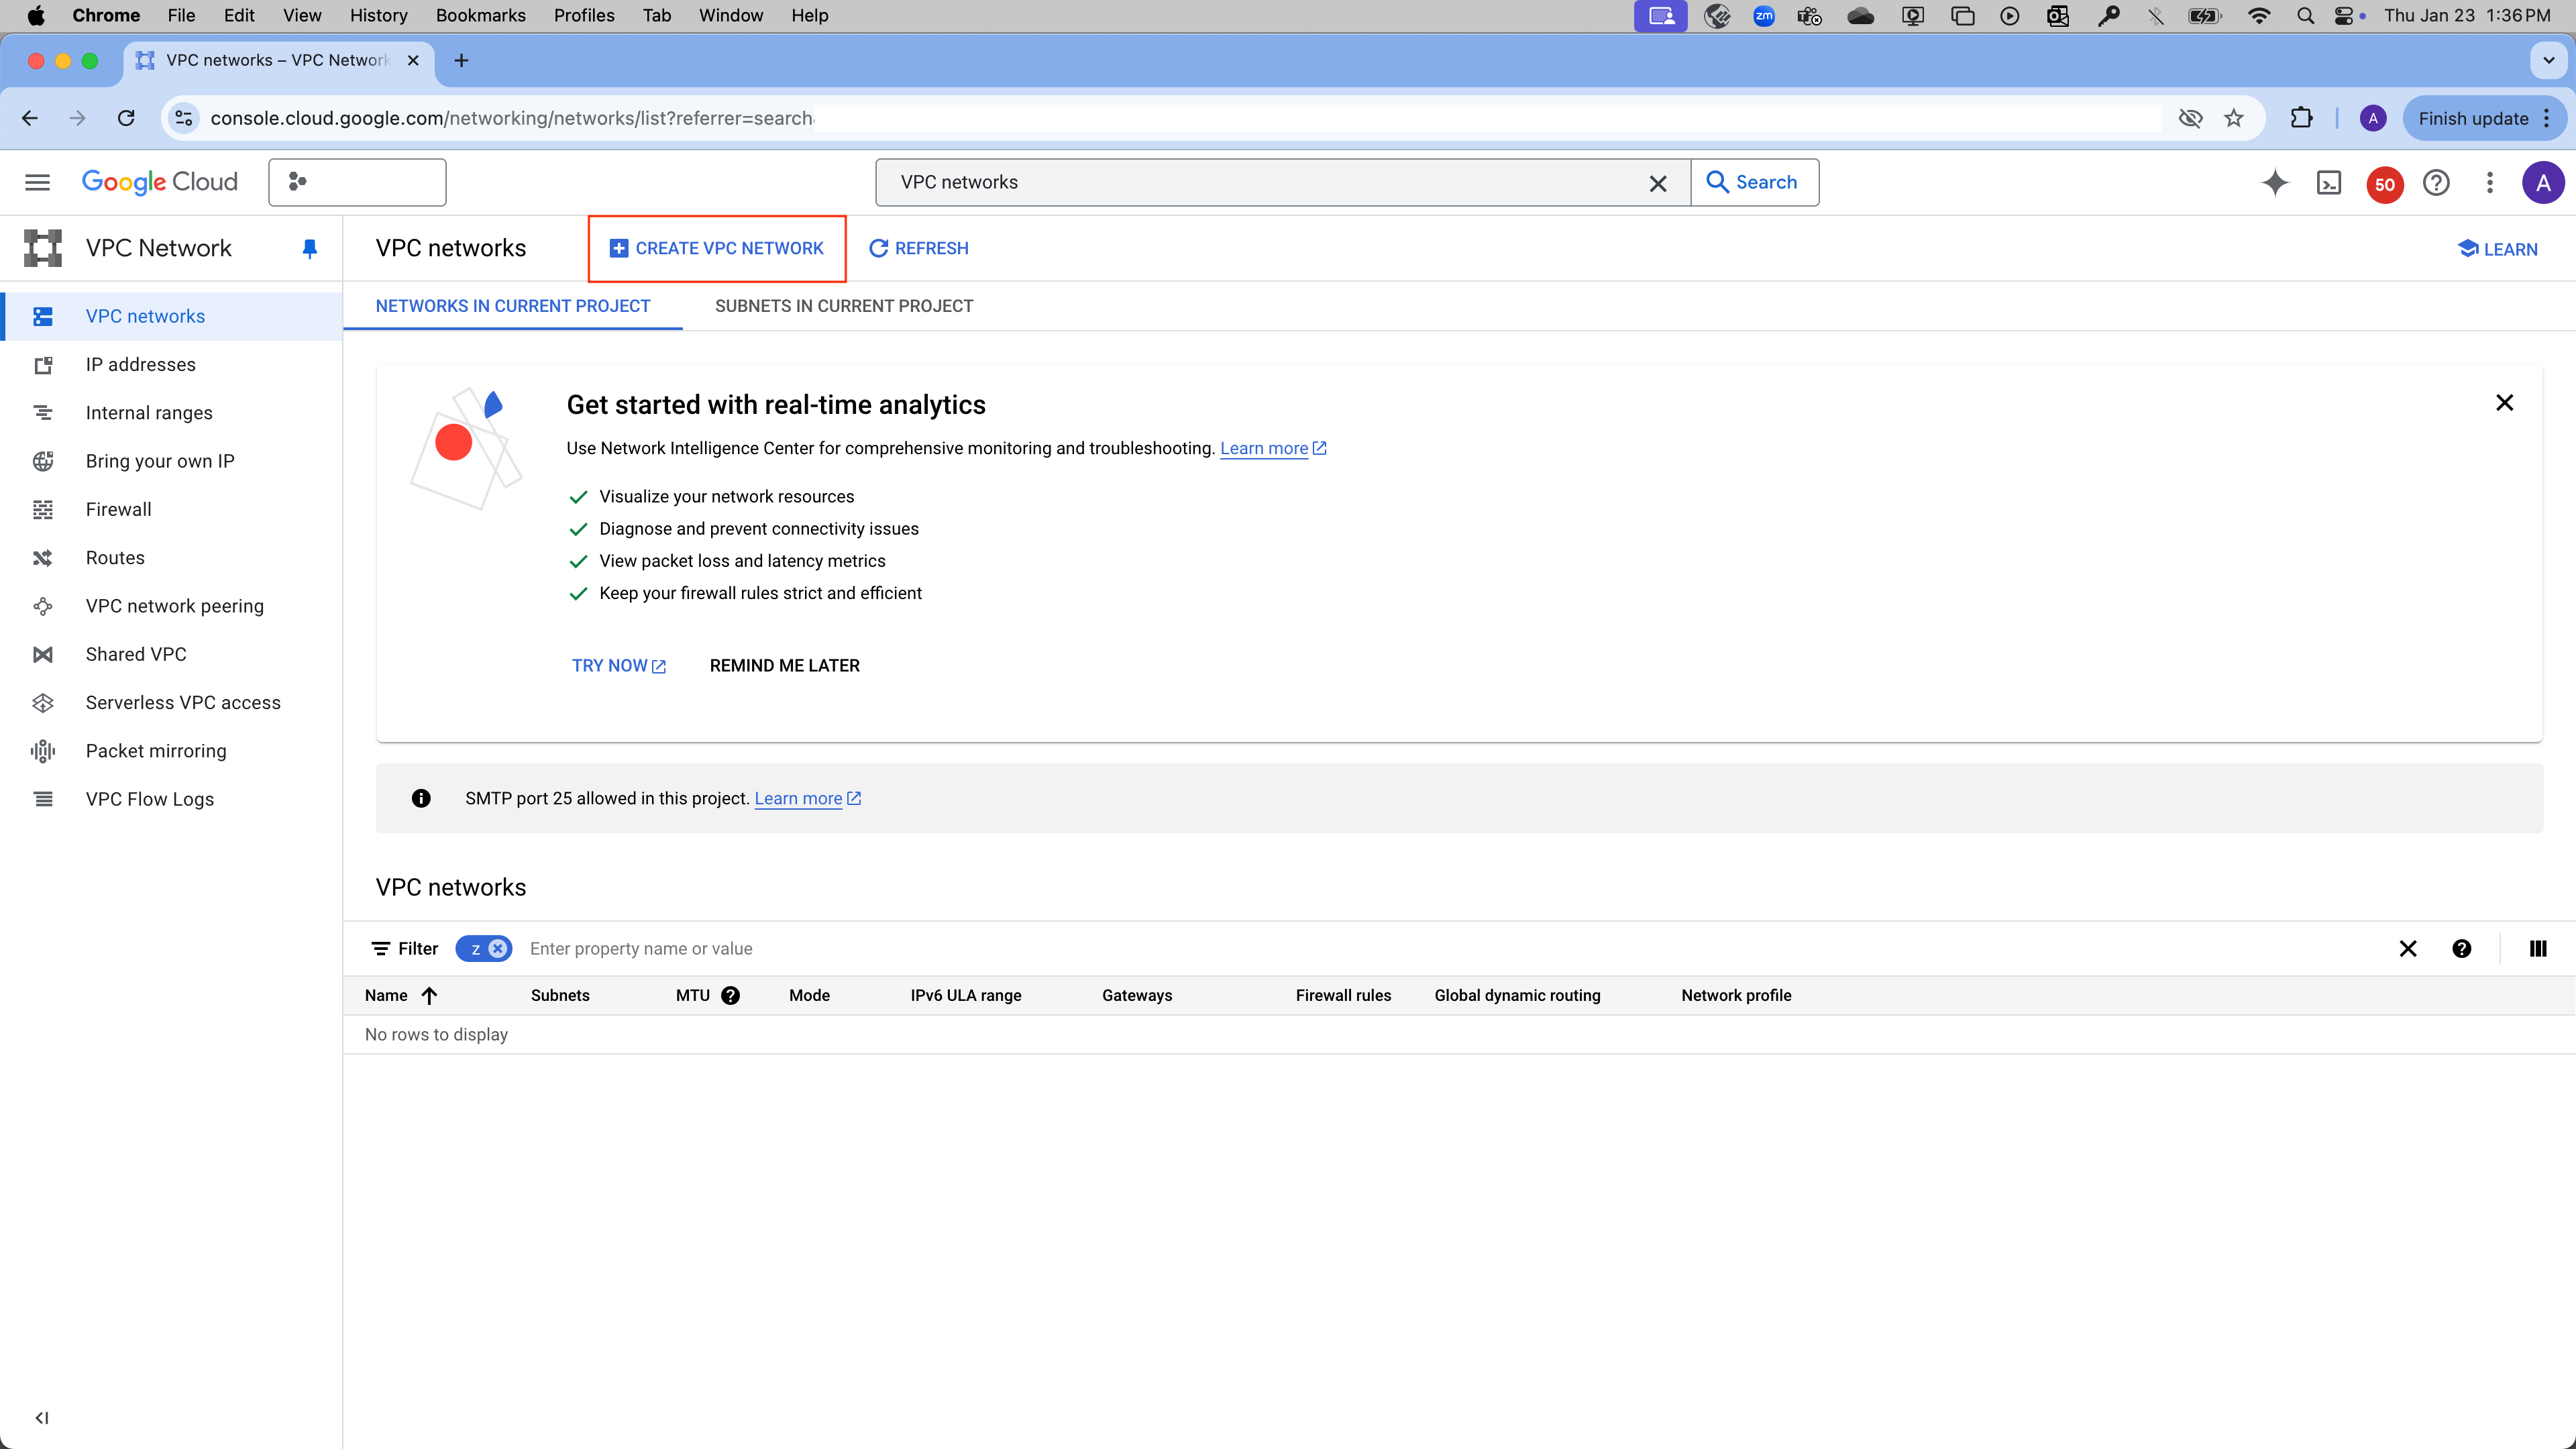 Chrome File Edit View History Bookmarks Profiles Tab Window Help
zm
Thu Jan 23 1:36 PM
VPC networks – VPC Network
console.cloud.google.com/networking/networks/list?referrer=search
A
Finish update
Google Cloud
VPC networks
Search
50
A
VPC Network
VPC networks
CREATE VPC NETWORK
REFRESH
LEARN
NETWORKS IN CURRENT PROJECT
SUBNETS IN CURRENT PROJECT
VPC networks
IP addresses
Internal ranges
Bring your own IP
Firewall
Routes
VPC network peering
Shared VPC
Serverless VPC access
Packet mirroring
VPC Flow Logs
Get started with real-time analytics
Use Network Intelligence Center for comprehensive monitoring and troubleshooting. Learn more
Visualize your network resources
Diagnose and prevent connectivity issues
View packet loss and latency metrics
Keep your firewall rules strict and efficient
TRY NOW
REMIND ME LATER
SMTP port 25 allowed in this project. Learn more
VPC networks
Filter z Enter property name or value
Name Subnets MTU Mode IPv6 ULA range Gateways Firewall rules Global dynamic routing Network profile
No rows to display